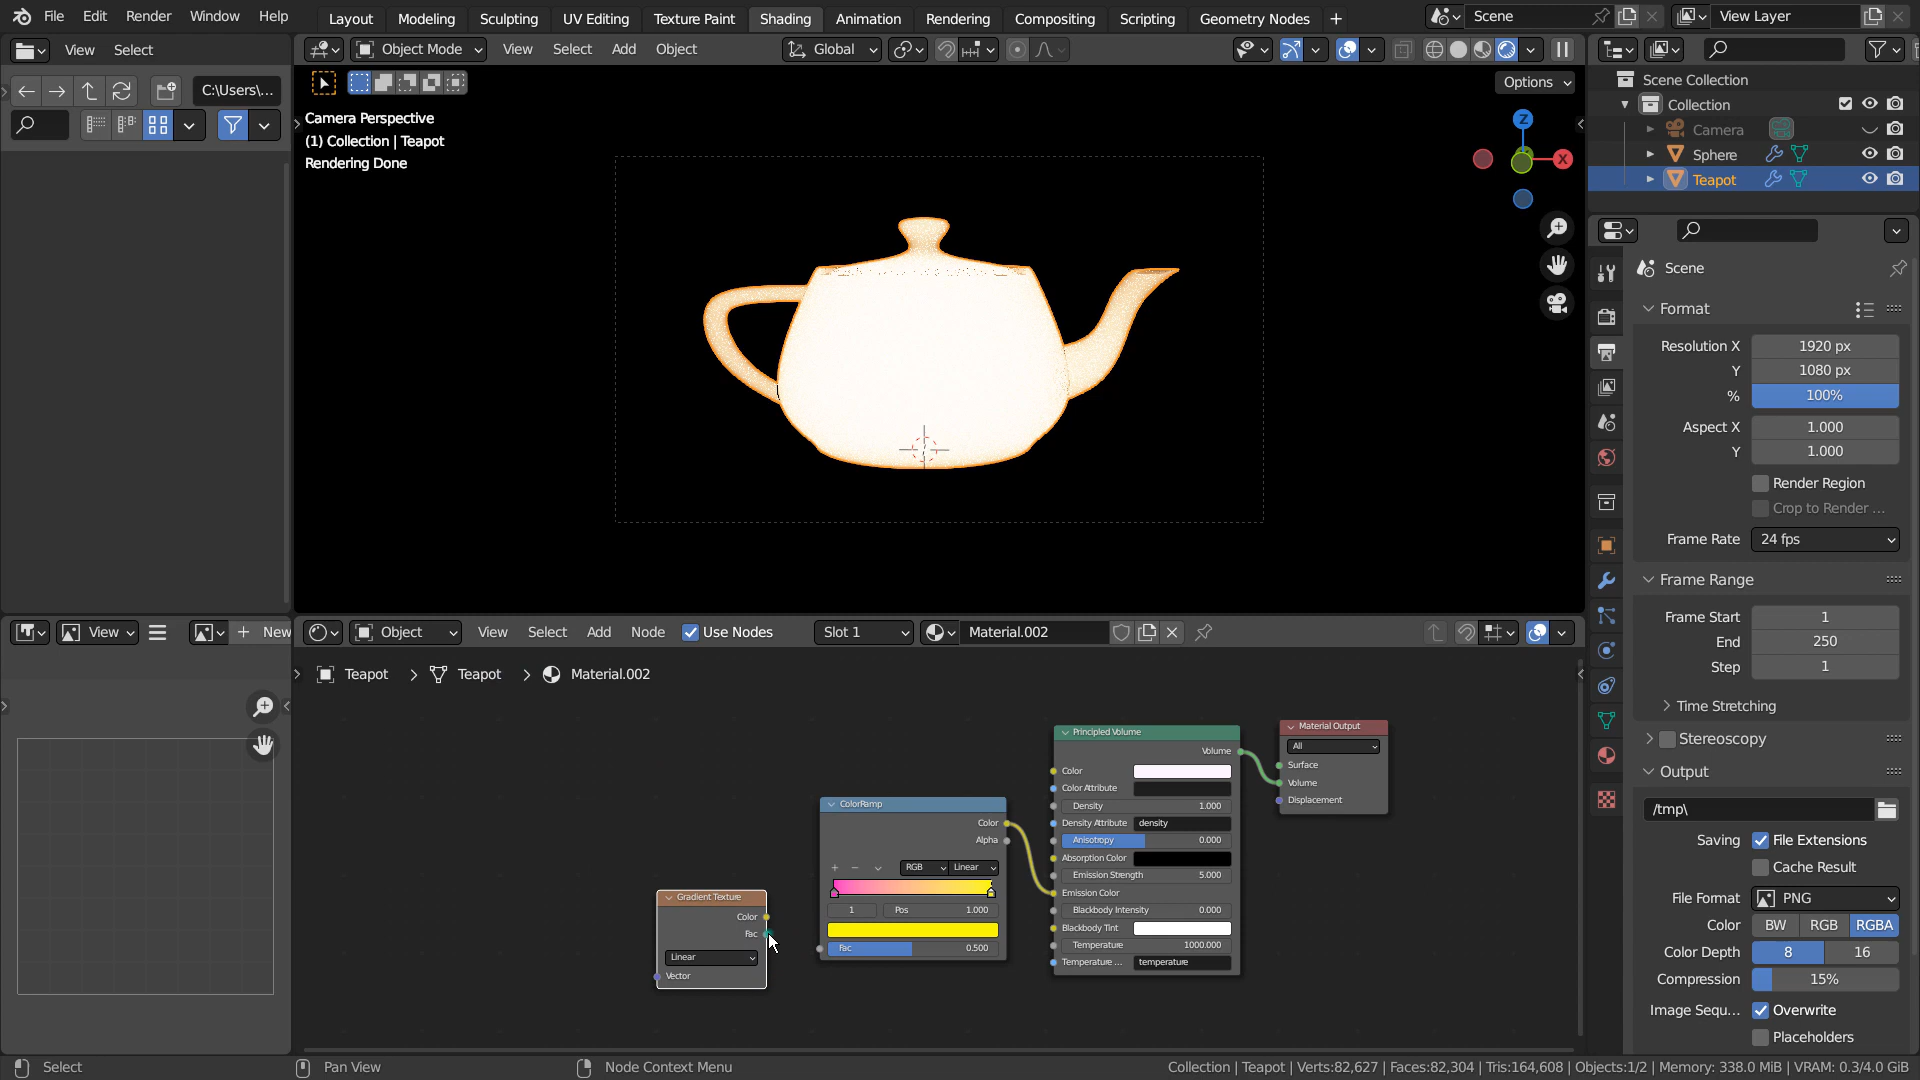 File Edit Render Window Help Layout Modeling Sculpting UV Editing Texture Paint Shading Animation Rendering Compositing Scripting Geometry Nodes + Scene View Layer
View Select Object Mode View Select Add Object Global
C:\Users\...
Options
Camera Perspective
(1) Collection | Teapot
Rendering Done
Z
X
Scene Collection
Collection
Camera
Sphere
Teapot
Scene
Format
Resolution X 1920 px
Y 1080 px
% 100%
Aspect X 1.000
Y 1.000
Render Region
Crop to Render ...
Frame Rate 24 fps
Frame Range
Frame Start 1
End 250
Step 1
Time Stretching
Stereoscopy
Output
/tmp\
Saving File Extensions
Cache Result
File Format PNG
Color BW RGB RGBA
Color Depth 8 16
Compression 15%
Image Sequ... Overwrite
Placeholders
View + New
Object View Select Add Node Use Nodes Slot 1 Material.002
Teapot > Teapot > Material.002
Gradient Texture
Color
Fac
Linear
Vector
ColorRamp
Color
Alpha
+ − RGB Linear
1 Pos 1.000
Fac 0.500
Principled Volume
Volume
Color
Color Attribute
Density 1.000
Density Attribute density
Anisotropy 0.000
Absorption Color
Emission Strength 5.000
Emission Color
Blackbody Intensity 0.000
Blackbody Tint
Temperature 1000.000
Temperature ... temperature
Material Output
All
Surface
Volume
Displacement
Select Pan View Node Context Menu Collection | Teapot | Verts:82,627 | Faces:82,304 | Tris:164,608 | Objects:1/2 | Memory: 338.0 MiB | VRAM: 0.3/4.0 GiB